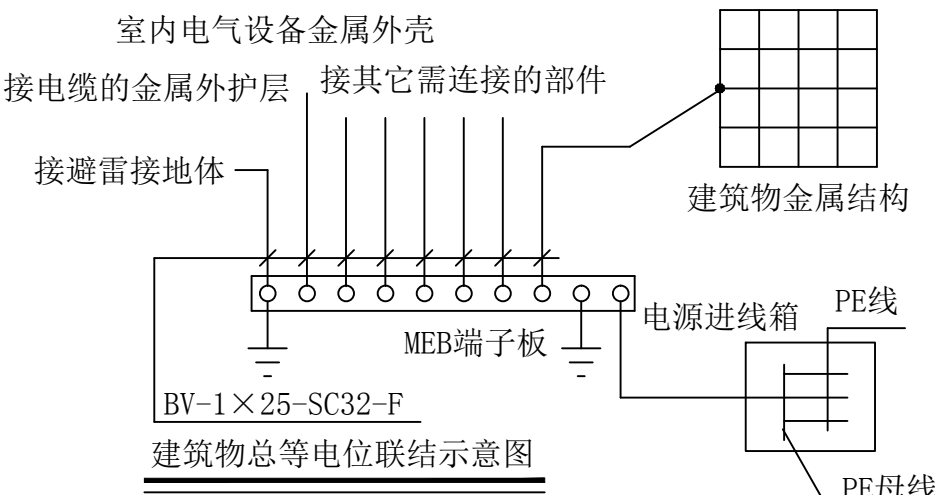 室内电气设备金属外壳
接电缆的金属外护层
接其它需连接的部件
接避雷接地体
建筑物金属结构
电源进线箱
PE线
MEB端子板
BV-1×25-SC32-F
建筑物总等电位联结示意图
PE母线